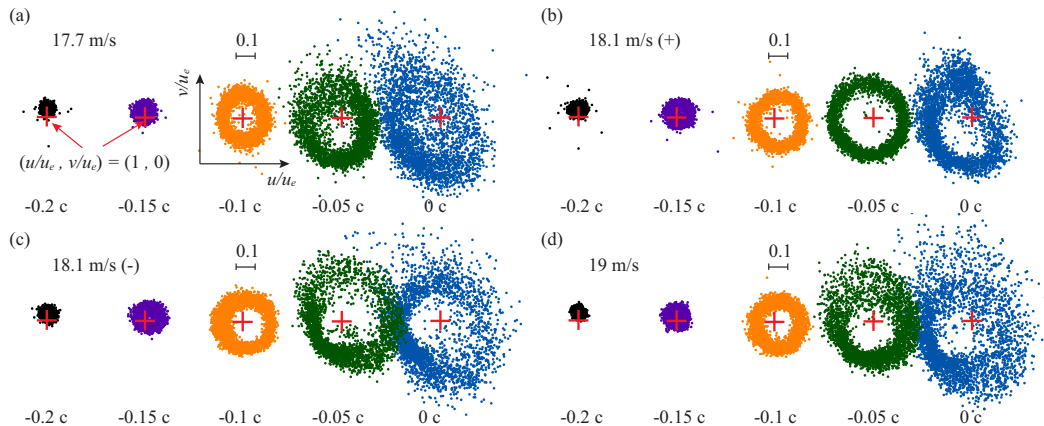 (a)
17.7 m/s
0.1
v/uₑ
(u/uₑ , v/uₑ) = (1 , 0)
u/uₑ
-0.2 c -0.15 c -0.1 c -0.05 c 0 c
(b)
18.1 m/s (+)
0.1
-0.2 c -0.15 c -0.1 c -0.05 c 0 c
(c)
18.1 m/s (-)
0.1
-0.2 c -0.15 c -0.1 c -0.05 c 0 c
(d)
19 m/s
0.1
-0.2 c -0.15 c -0.1 c -0.05 c 0 c